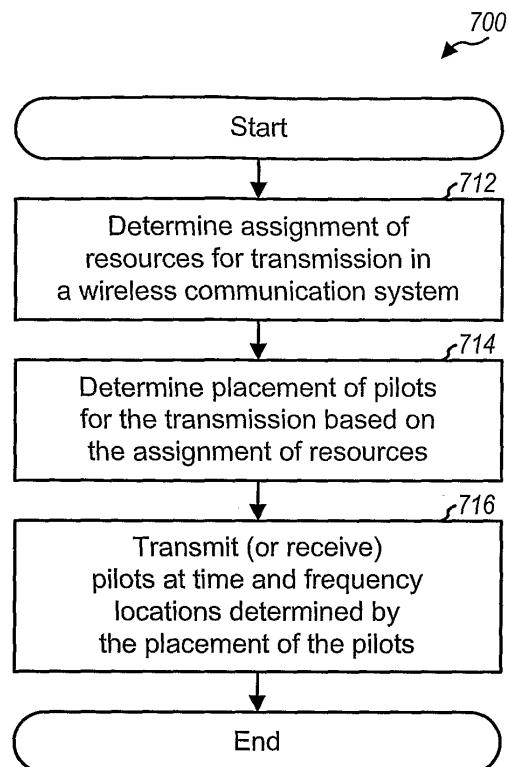 700
Start
712
Determine assignment of
resources for transmission in
a wireless communication system
714
Determine placement of pilots
for the transmission based on
the assignment of resources
716
Transmit (or receive)
pilots at time and frequency
locations determined by
the placement of the pilots
End